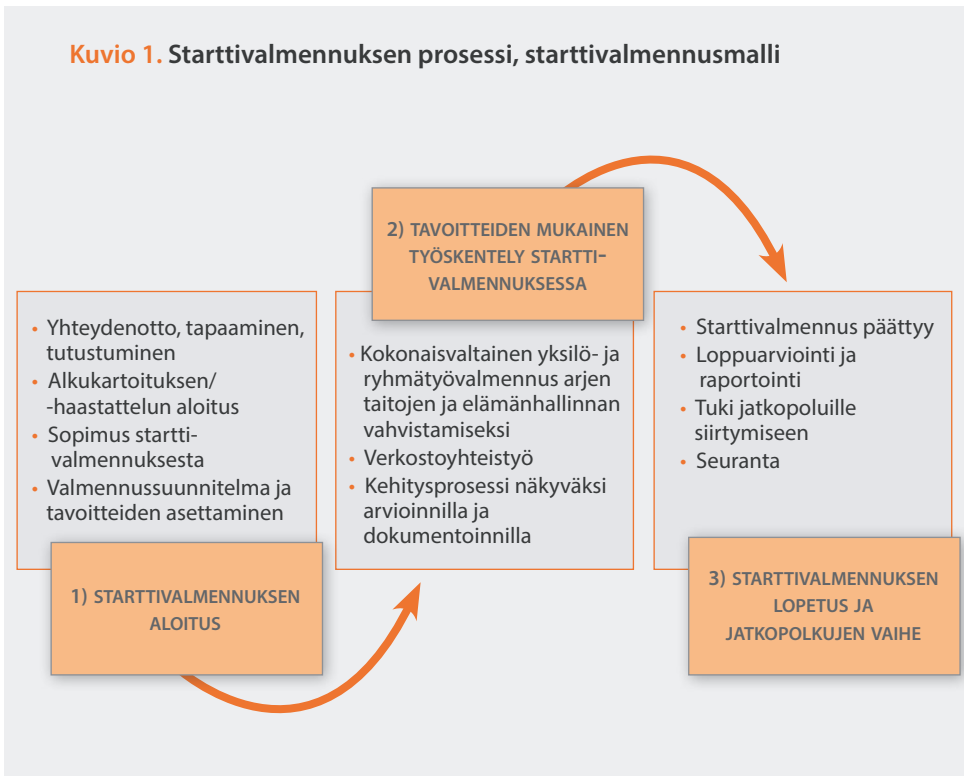 Kuvio 1. Starttivalmennuksen prosessi, starttivalmennusmalli
• Yhteydenotto, tapaaminen,
tutustuminen
• Alkukartoituksen/
-haastattelun aloitus
• Sopimus startti-
valmennuksesta
• Valmennussuunnitelma ja
tavoitteiden asettaminen
1) STARTTIVALMENNUKSEN
ALOITUS
2) TAVOITTEIDEN MUKAINEN
TYÖSKENTELY STARTTI-
VALMENNUKSESSA
• Kokonaisvaltainen yksilö- ja
ryhmätyövalmennus arjen
taitojen ja elämänhallinnan
vahvistamiseksi
• Verkostoyhteistyö
• Kehitysprosessi näkyväksi
arvioinnilla ja
dokumentoinnilla
• Starttivalmennus päättyy
• Loppuarviointi ja
raportointi
• Tuki jatkopoluille
siirtymiseen
• Seuranta
3) STARTTIVALMENNUKSEN
LOPETUS JA
JATKOPOLKUJEN VAIHE